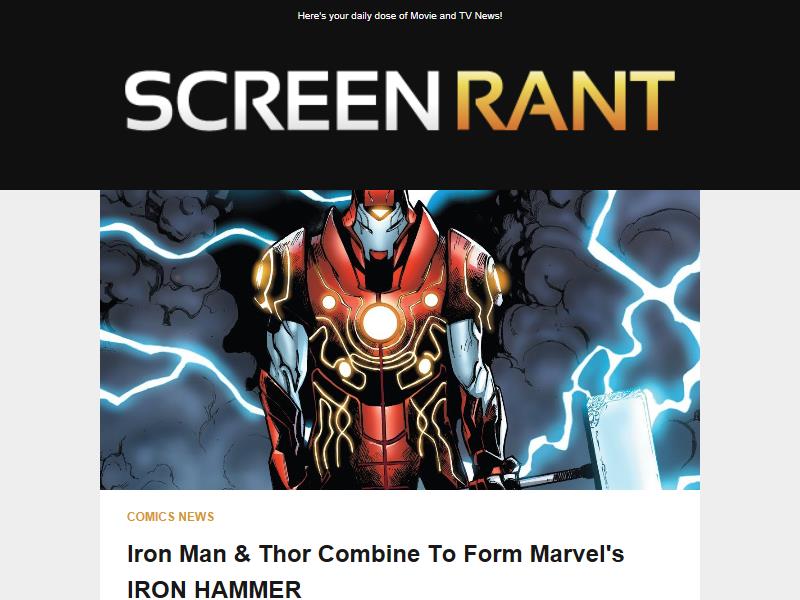 Here's your daily dose of Movie and TV News!
SCREEN RANT
COMICS NEWS
Iron Man & Thor Combine To Form Marvel's
IRON HAMMER